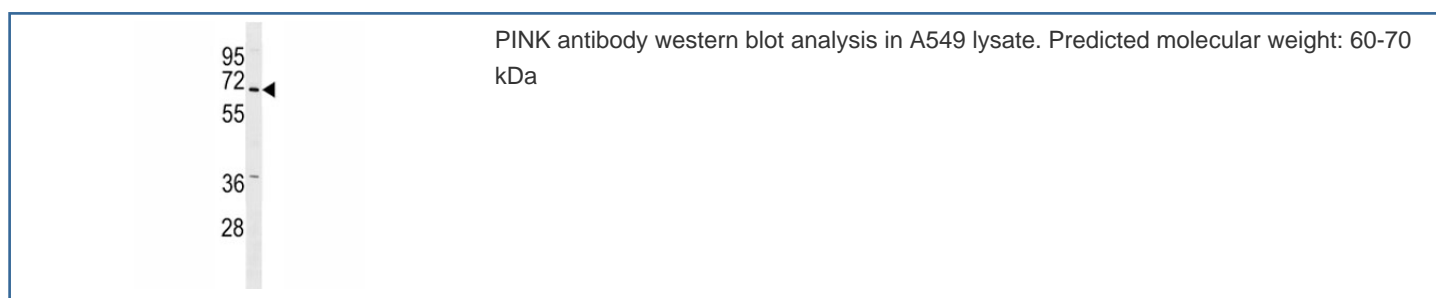 95
72
55
36
28
PINK antibody western blot analysis in A549 lysate. Predicted molecular weight: 60-70
kDa